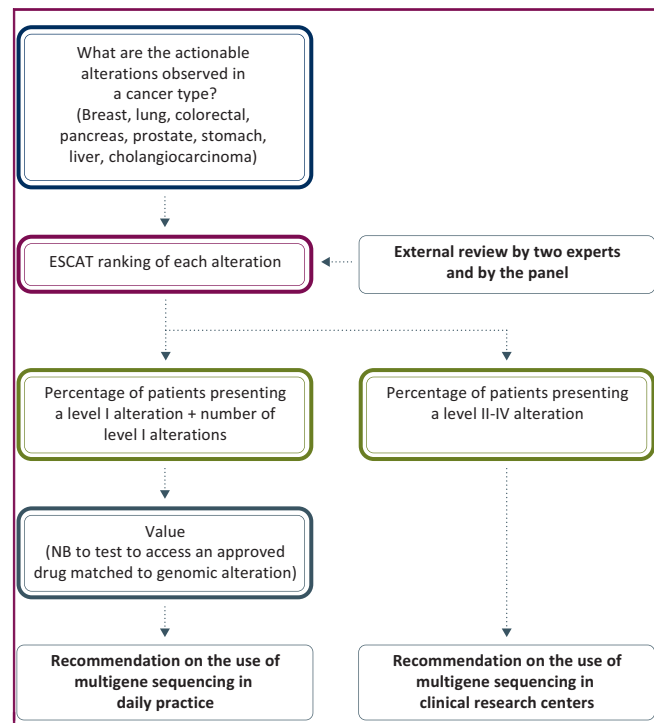 What are the actionable
alterations observed in
a cancer type?
(Breast, lung, colorectal,
pancreas, prostate, stomach,
liver, cholangiocarcinoma)
ESCAT ranking of each alteration
External review by two experts
and by the panel
Percentage of patients presenting
a level I alteration + number of
level I alterations
Percentage of patients presenting
a level II-IV alteration
Value
(NB to test to access an approved
drug matched to genomic alteration)
Recommendation on the use of
multigene sequencing in
daily practice
Recommendation on the use of
multigene sequencing in
clinical research centers